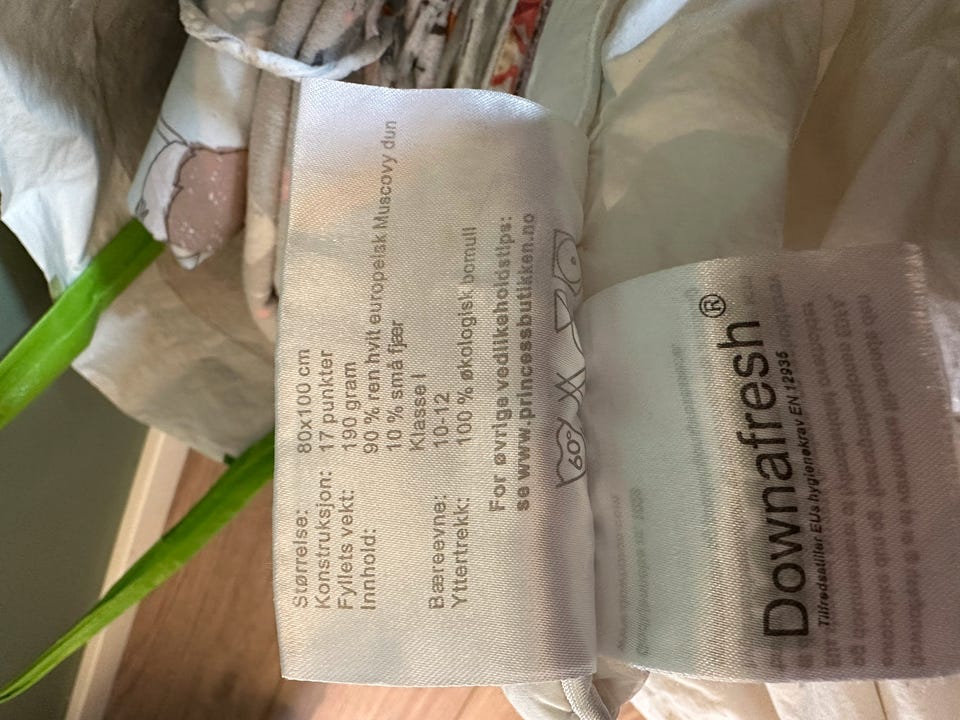 Størrelse: 80x100 cm
Konstruksjon: 17 punkter
Fyllets vekt: 190 gram
Innhold: 90 % ren hvit europeisk Muscovy dun
10 % små fjær
Klasse I
Bæreevne: 10-12
Yttertrekk: 100 % økologisk bomull
For øvrige vedlikeholdstips:
se www.princessbutikken.no
60°
Downafresh®
Tilfredsstiller EUs hygienekrav EN 12935